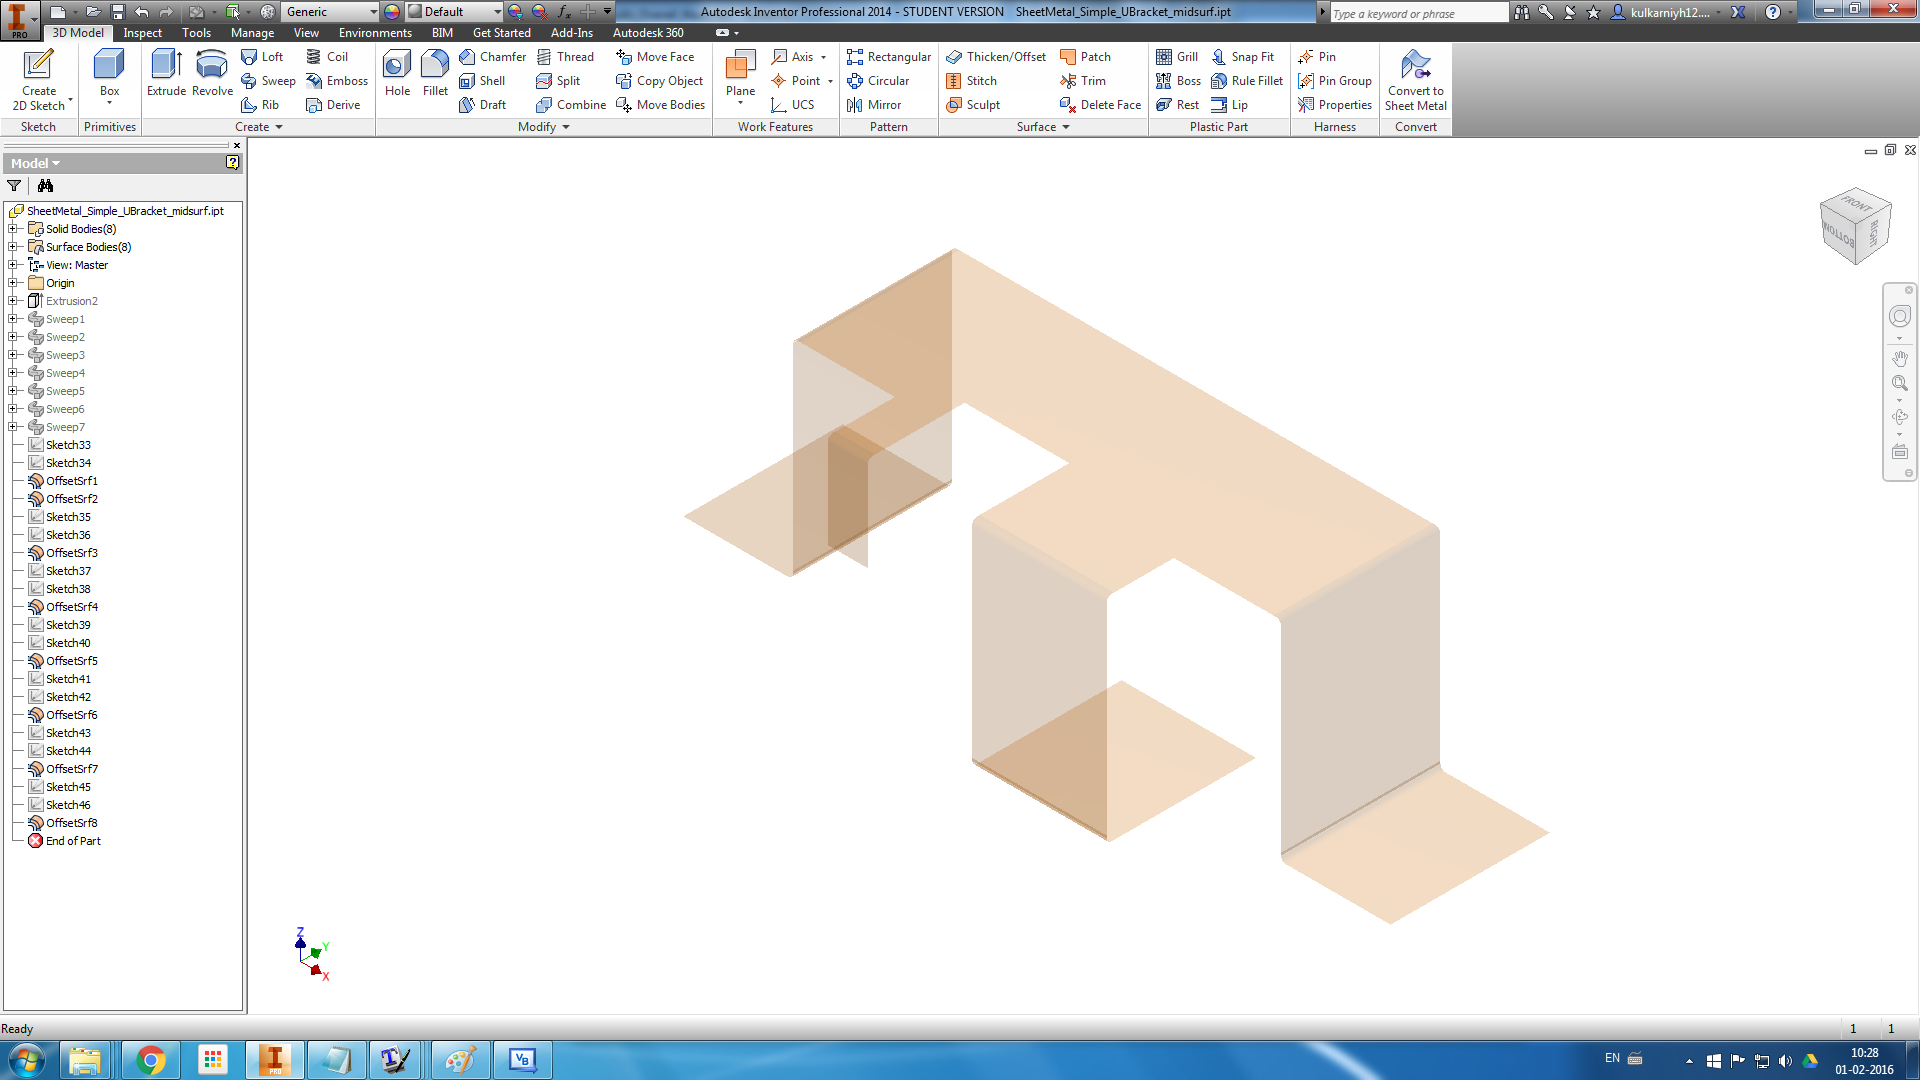 Generic
Default
Autodesk Inventor Professional 2014 - STUDENT VERSION SheetMetal_Simple_UBracket_midsurf.ipt
Type a keyword or phrase
kulkarniyh12....
PRO
3D Model Inspect Tools Manage View Environments BIM Get Started Add-Ins Autodesk 360
Create
2D Sketch
Box
Extrude Revolve
Loft
Sweep
Rib
Coil
Emboss
Derive
Hole Fillet
Chamfer
Shell
Draft
Thread
Split
Combine
Move Face
Copy Object
Move Bodies
Plane
Axis
Point
UCS
Rectangular
Circular
Mirror
Thicken/Offset
Stitch
Sculpt
Patch
Trim
Delete Face
Grill
Boss
Rest
Snap Fit
Rule Fillet
Lip
Pin
Pin Group
Properties
Convert to
Sheet Metal
Sketch Primitives Create Modify Work Features Pattern Surface Plastic Part Harness Convert
Model
SheetMetal_Simple_UBracket_midsurf.ipt
Solid Bodies(8)
Surface Bodies(8)
View: Master
Origin
Extrusion2
Sweep1
Sweep2
Sweep3
Sweep4
Sweep5
Sweep6
Sweep7
Sketch33
Sketch34
OffsetSrf1
OffsetSrf2
Sketch35
Sketch36
OffsetSrf3
Sketch37
Sketch38
OffsetSrf4
Sketch39
Sketch40
OffsetSrf5
Sketch41
Sketch42
OffsetSrf6
Sketch43
Sketch44
OffsetSrf7
Sketch45
Sketch46
OffsetSrf8
End of Part
FRONT
BOTTOM
RIGHT
Z
Y
X
Ready
1 1
PRO
VB
EN
10:28
01-02-2016